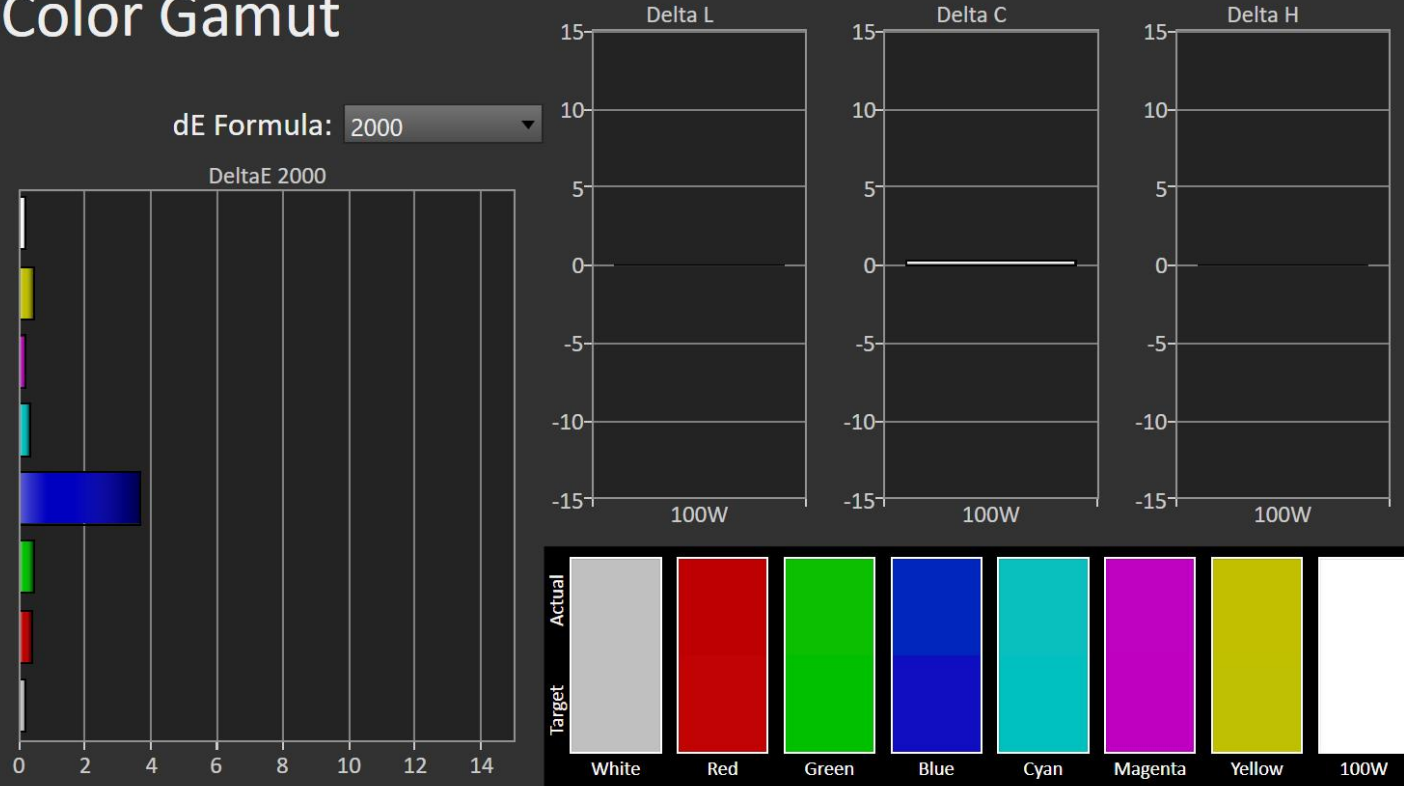 Color Gamut
dE Formula: 2000
DeltaE 2000
0 2 4 6 8 10 12 14
Delta L
15
10
5
0
-5
-10
-15
100W
Delta C
15
10
5
0
-5
-10
-15
100W
Delta H
15
10
5
0
-5
-10
-15
100W
Actual
Target
White Red Green Blue Cyan Magenta Yellow 100W